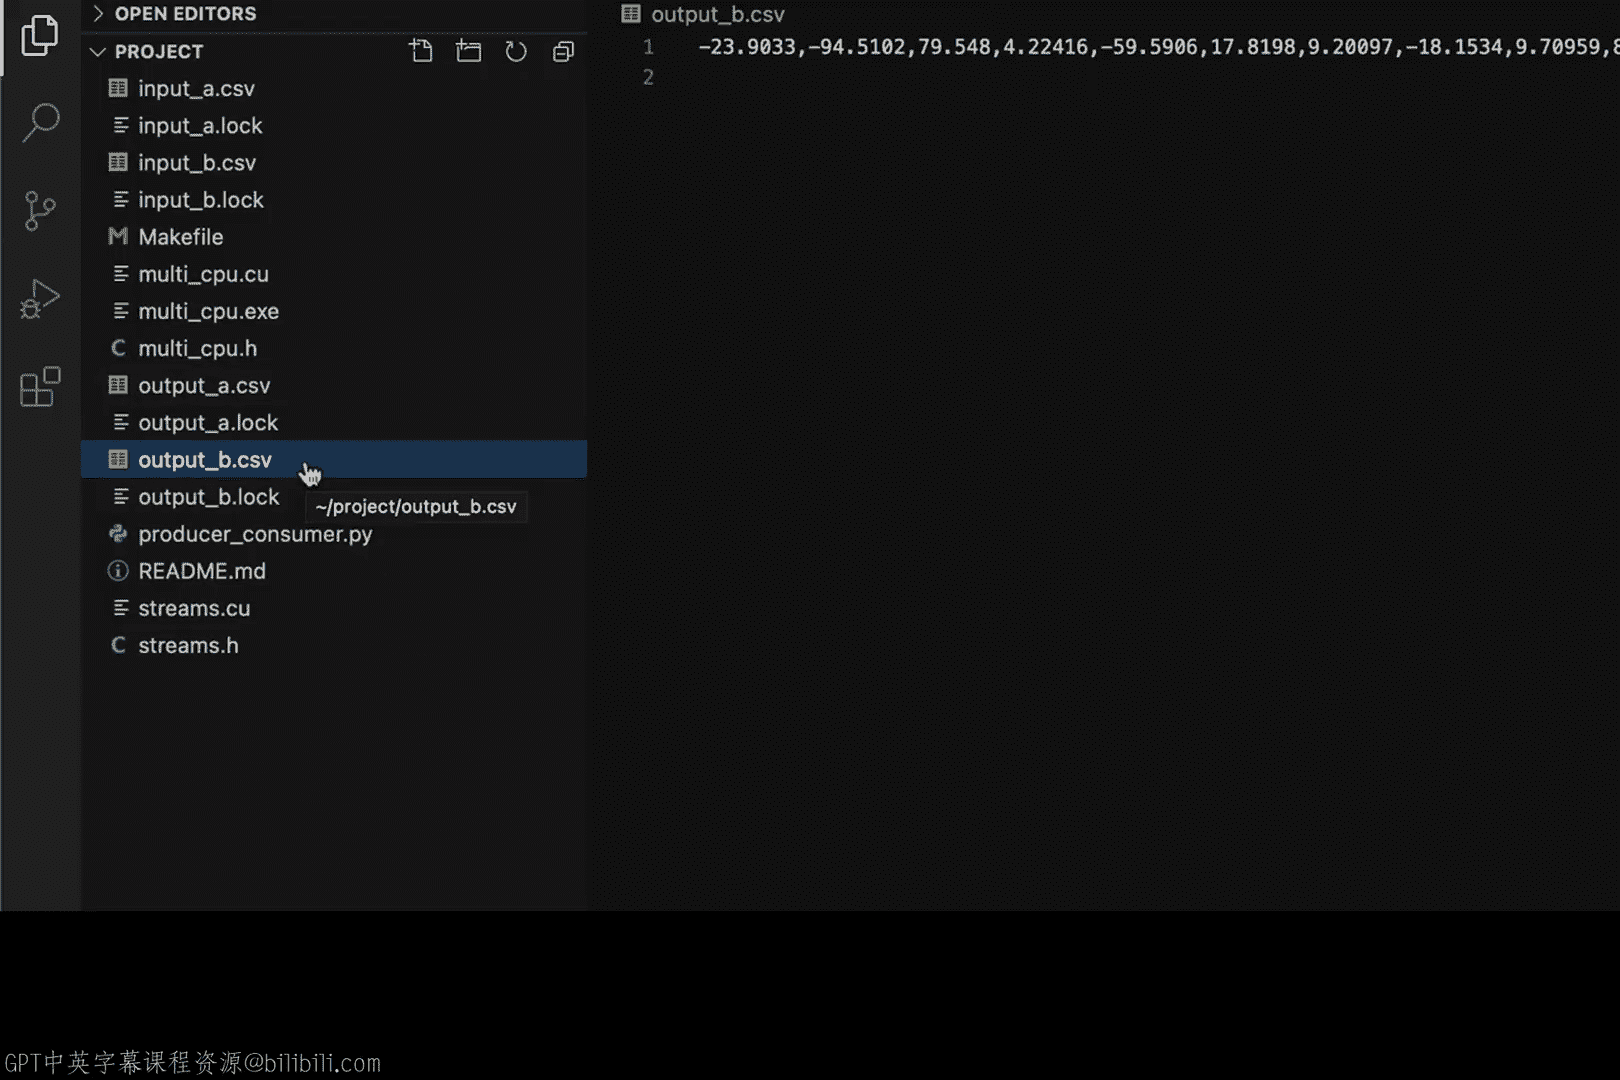 OPEN EDITORS
PROJECT
input_a.csv
input_a.lock
input_b.csv
input_b.lock
Makefile
multi_cpu.cu
multi_cpu.exe
multi_cpu.h
output_a.csv
output_a.lock
output_b.csv
output_b.lock
~/project/output_b.csv
producer_consumer.py
README.md
streams.cu
streams.h
output_b.csv
1 -23.9033,-94.5102,79.548,4.22416,-59.5906,17.8198,9.20097,-18.1534,9.70959,
2
GPT中英字幕课程资源@bilibili.com